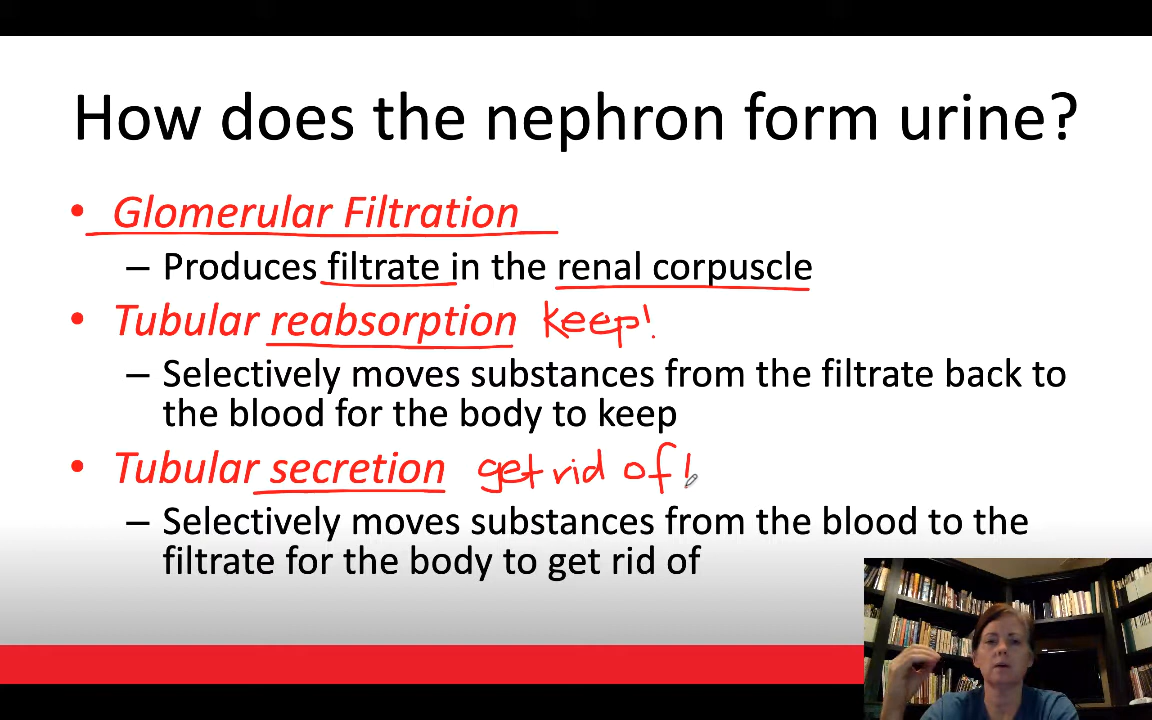 How does the nephron form urine?
• Glomerular Filtration
– Produces filtrate in the renal corpuscle
• Tubular reabsorption keep!
– Selectively moves substances from the filtrate back to
the blood for the body to keep
• Tubular secretion get rid of!
– Selectively moves substances from the blood to the
filtrate for the body to get rid of